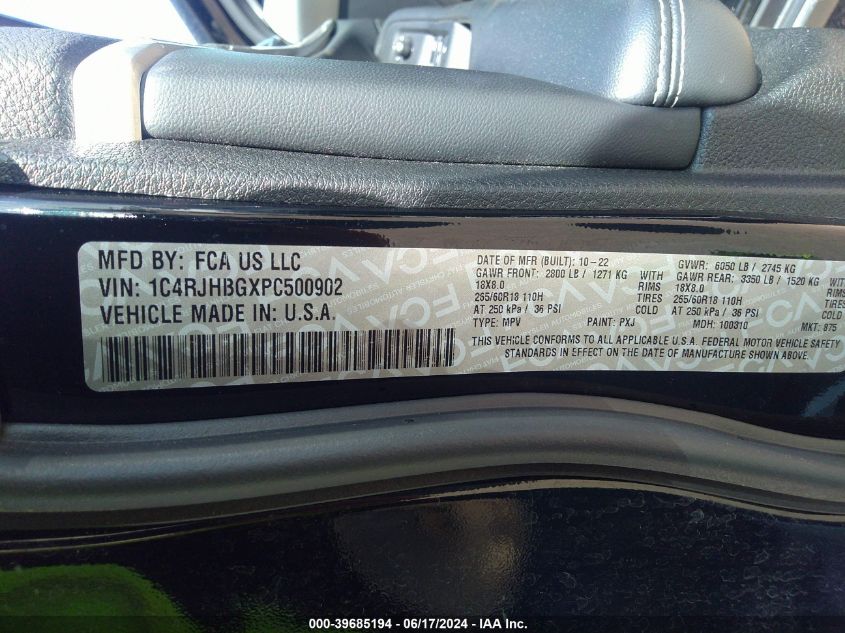 MFD BY: FCA US LLC
VIN: 1C4RJHBGXPC500902
VEHICLE MADE IN: U.S.A.
DATE OF MFR (BUILT): 10-22 GVWR: 6050 LB / 2745 KG
GAWR FRONT: 2800 LB / 1271 KG WITH GAWR REAR: 3350 LB / 1520 KG WITH
18X8.0 RIMS 18X8.0 RIMS
265/60R18 110H TIRES 265/60R18 110H TIRES
AT 250 kPa / 36 PSI COLD AT 250 kPa / 36 PSI COLD
TYPE: MPV PAINT: PXJ MDH: 100310 MKT: 875
THIS VEHICLE CONFORMS TO ALL APPLICABLE U.S.A. FEDERAL MOTOR VEHICLE SAFETY
STANDARDS IN EFFECT ON THE DATE OF MANUFACTURE SHOWN ABOVE.
000-39685194 / 06/17/2024 - IAA Inc.